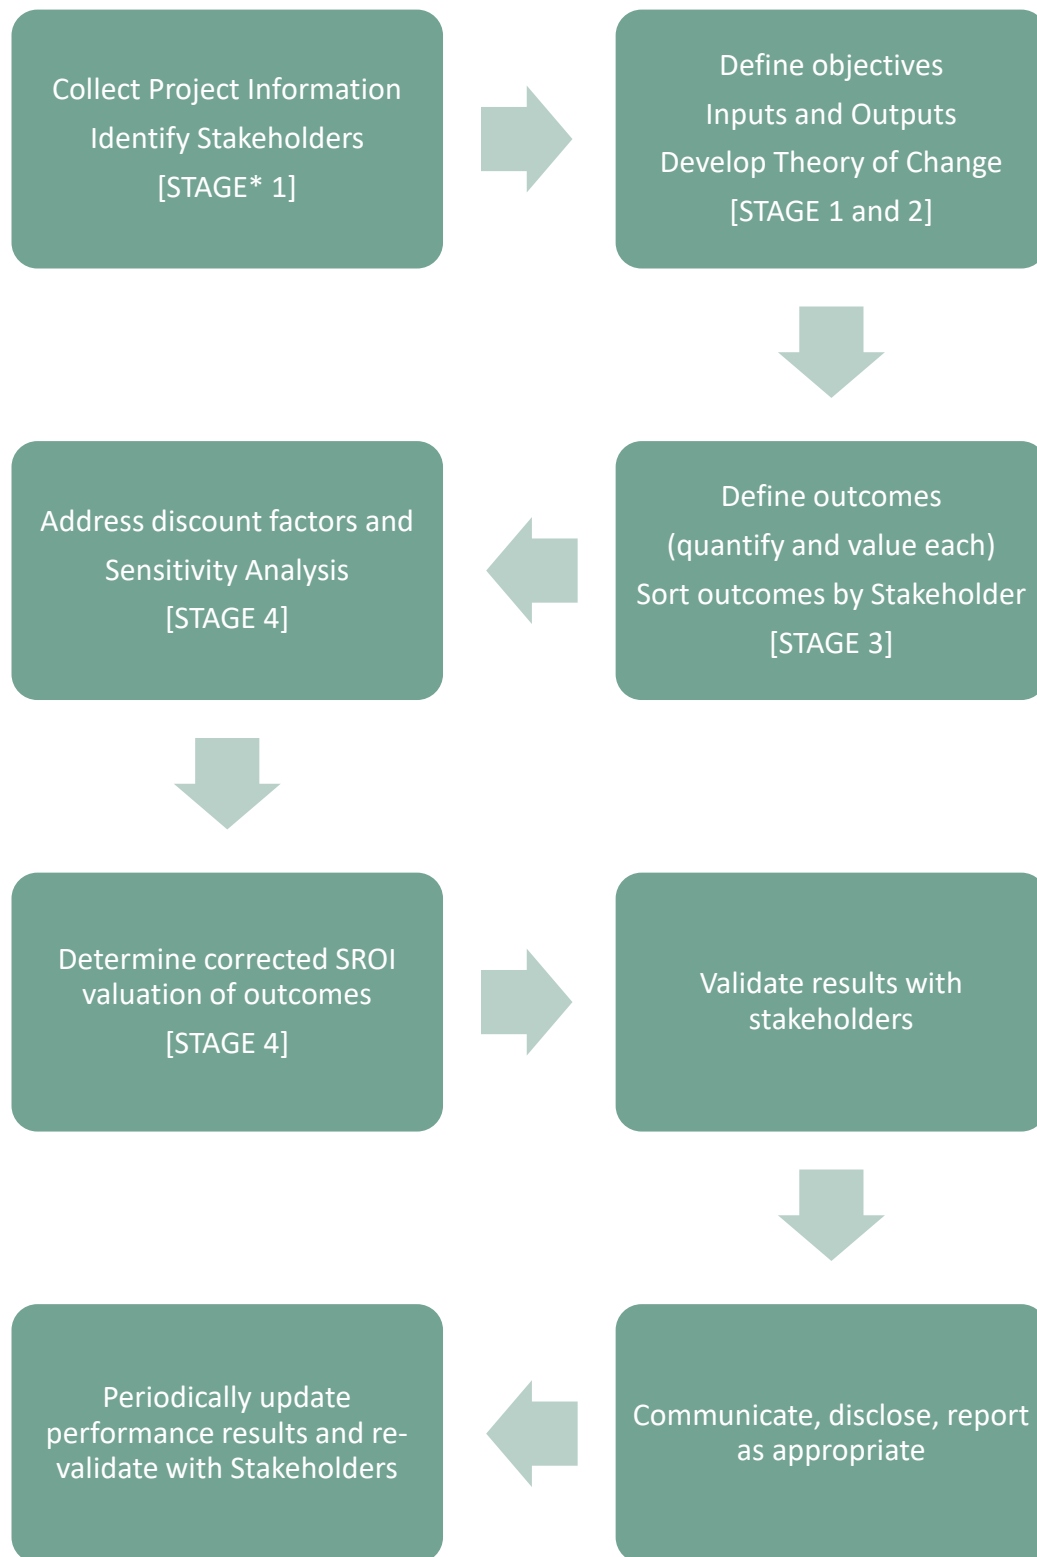 Collect Project Information
Identify Stakeholders
[STAGE* 1]
Define objectives
Inputs and Outputs
Develop Theory of Change
[STAGE 1 and 2]
Define outcomes
(quantify and value each)
Sort outcomes by Stakeholder
[STAGE 3]
Address discount factors and
Sensitivity Analysis
[STAGE 4]
Determine corrected SROI
valuation of outcomes
[STAGE 4]
Validate results with
stakeholders
Communicate, disclose, report
as appropriate
Periodically update
performance results and re-
validate with Stakeholders